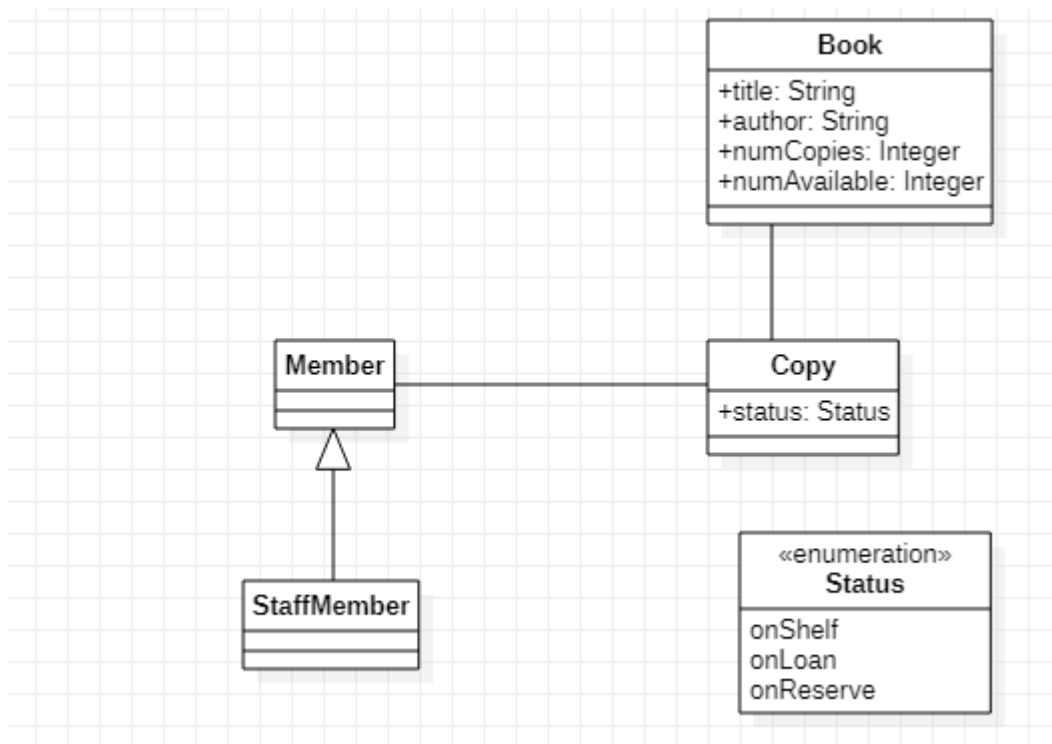 Book
+title: String
+author: String
+numCopies: Integer
+numAvailable: Integer
Member
Copy
+status: Status
StaffMember
«enumeration»
Status
onShelf
onLoan
onReserve